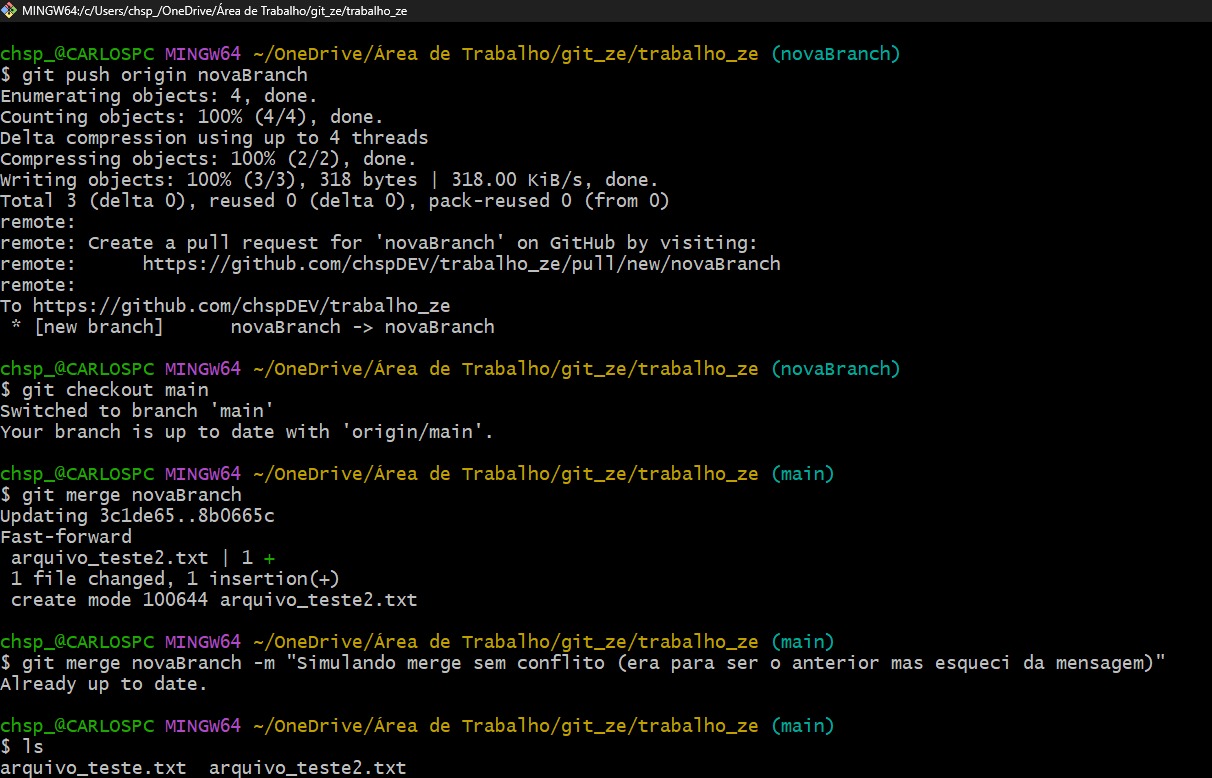 MINGW64:/c/Users/chsp_/OneDrive/Área de Trabalho/git_ze/trabalho_ze
chsp_@CARLOSPC MINGW64 ~/OneDrive/Área de Trabalho/git_ze/trabalho_ze (novaBranch)
$ git push origin novaBranch
Enumerating objects: 4, done.
Counting objects: 100% (4/4), done.
Delta compression using up to 4 threads
Compressing objects: 100% (2/2), done.
Writing objects: 100% (3/3), 318 bytes | 318.00 KiB/s, done.
Total 3 (delta 0), reused 0 (delta 0), pack-reused 0 (from 0)
remote:
remote: Create a pull request for 'novaBranch' on GitHub by visiting:
remote:      https://github.com/chspDEV/trabalho_ze/pull/new/novaBranch
remote:
To https://github.com/chspDEV/trabalho_ze
 * [new branch]      novaBranch -> novaBranch
chsp_@CARLOSPC MINGW64 ~/OneDrive/Área de Trabalho/git_ze/trabalho_ze (novaBranch)
$ git checkout main
Switched to branch 'main'
Your branch is up to date with 'origin/main'.
chsp_@CARLOSPC MINGW64 ~/OneDrive/Área de Trabalho/git_ze/trabalho_ze (main)
$ git merge novaBranch
Updating 3c1de65..8b0665c
Fast-forward
 arquivo_teste2.txt | 1 +
 1 file changed, 1 insertion(+)
 create mode 100644 arquivo_teste2.txt
chsp_@CARLOSPC MINGW64 ~/OneDrive/Área de Trabalho/git_ze/trabalho_ze (main)
$ git merge novaBranch -m "Simulando merge sem conflito (era para ser o anterior mas esqueci da mensagem)"
Already up to date.
chsp_@CARLOSPC MINGW64 ~/OneDrive/Área de Trabalho/git_ze/trabalho_ze (main)
$ ls
arquivo_teste.txt  arquivo_teste2.txt